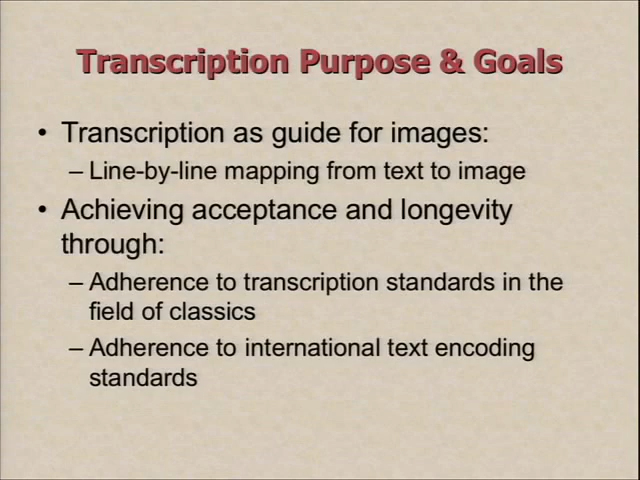 Transcription Purpose & Goals
• Transcription as guide for images:
– Line-by-line mapping from text to image
• Achieving acceptance and longevity
through:
– Adherence to transcription standards in the
field of classics
– Adherence to international text encoding
standards